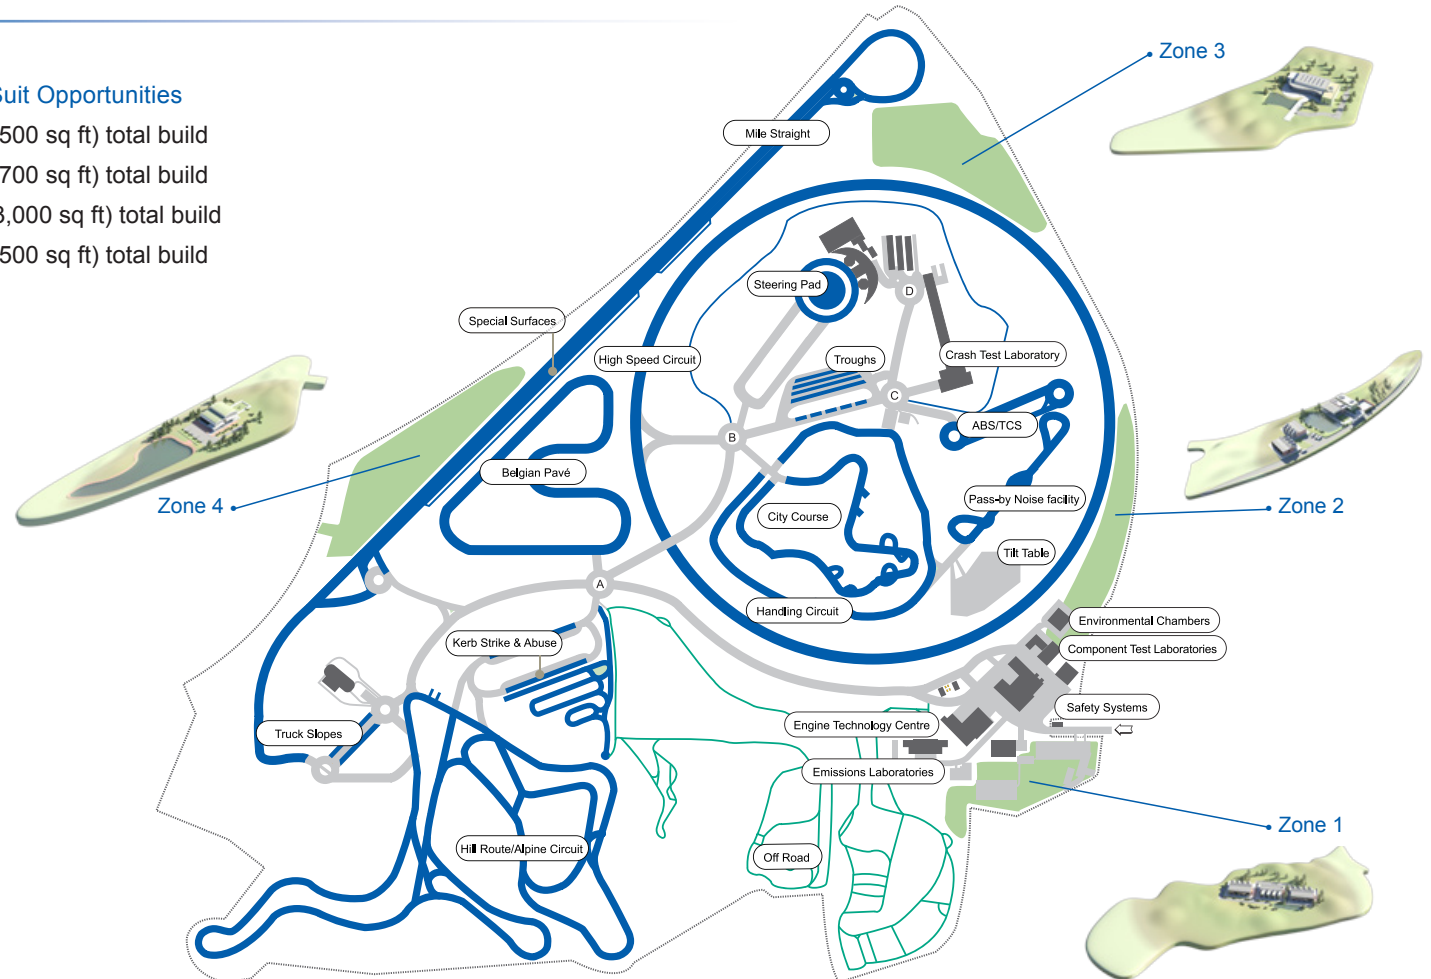 Suit Opportunities
500 sq ft) total build
700 sq ft) total build
3,000 sq ft) total build
500 sq ft) total build
Zone 3
Mile Straight
Steering Pad
D
Special Surfaces
High Speed Circuit
Troughs
Crash Test Laboratory
C
ABS/TCS
B
Belgian Pavé
Pass-by Noise facility
Zone 4
City Course
Zone 2
Tilt Table
A
Handling Circuit
Environmental Chambers
Kerb Strike & Abuse
Component Test Laboratories
Safety Systems
Truck Slopes
Engine Technology Centre
Emissions Laboratories
Zone 1
Hill Route/Alpine Circuit
Off Road